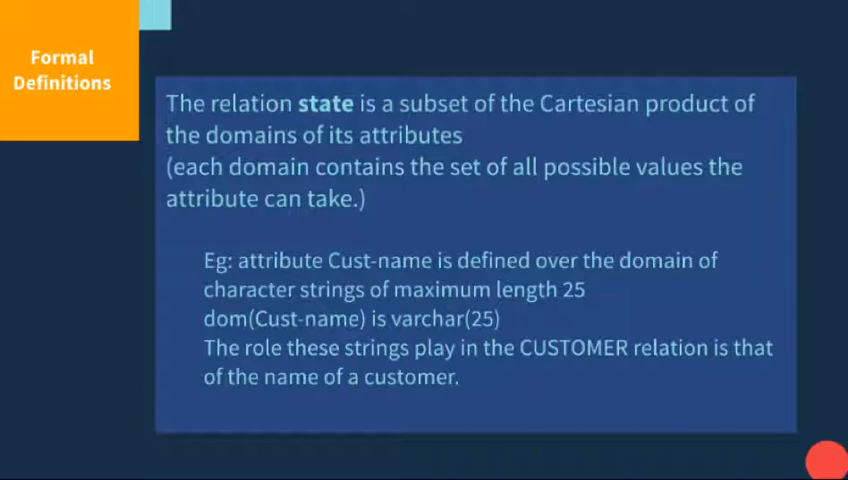 Formal
Definitions
The relation state is a subset of the Cartesian product of
the domains of its attributes
(each domain contains the set of all possible values the
attribute can take.)
Eg: attribute Cust-name is defined over the domain of
character strings of maximum length 25
dom(Cust-name) is varchar(25)
The role these strings play in the CUSTOMER relation is that
of the name of a customer.